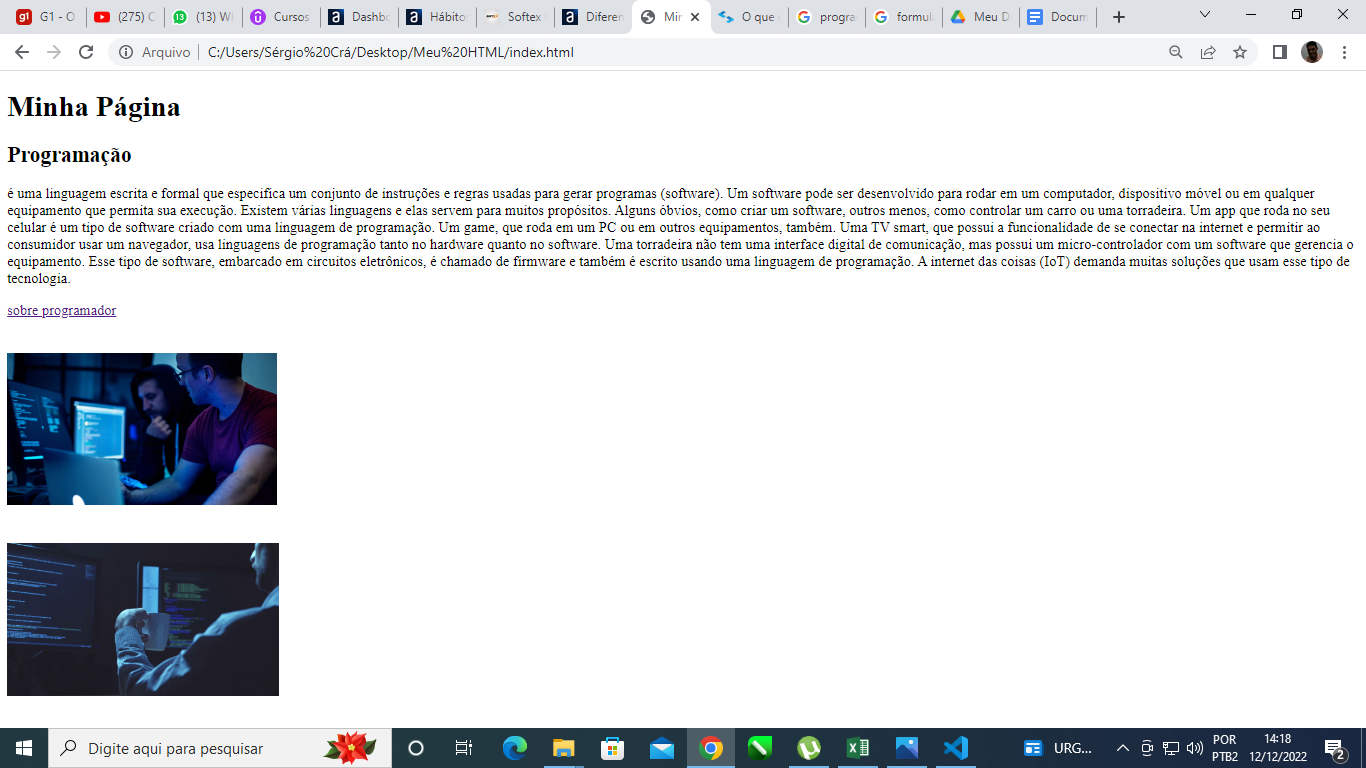 G1 - O
(275) C
(13) W
Cursos
Dashbo
Hábito
Softex
Diferen
Min
O que
progra
formul
Meu D
Docum
Arquivo
C:/Users/Sérgio%20Crá/Desktop/Meu%20HTML/index.html
Minha Página
Programação
é uma linguagem escrita e formal que especifica um conjunto de instruções e regras usadas para gerar programas (software). Um software pode ser desenvolvido para rodar em um computador, dispositivo móvel ou em qualquer
equipamento que permita sua execução. Existem várias linguagens e elas servem para muitos propósitos. Alguns óbvios, como criar um software, outros menos, como controlar um carro ou uma torradeira. Um app que roda no seu
celular é um tipo de software criado com uma linguagem de programação. Um game, que roda em um PC ou em outros equipamentos, também. Uma TV smart, que possui a funcionalidade de se conectar na internet e permitir ao
consumidor usar um navegador, usa linguagens de programação tanto no hardware quanto no software. Uma torradeira não tem uma interface digital de comunicação, mas possui um micro-controlador com um software que gerencia o
equipamento. Esse tipo de software, embarcado em circuitos eletrônicos, é chamado de firmware e também é escrito usando uma linguagem de programação. A internet das coisas (IoT) demanda muitas soluções que usam esse tipo de
tecnologia.
sobre programador
Digite aqui para pesquisar
URG...
POR
PTB2
14:18
12/12/2022
2